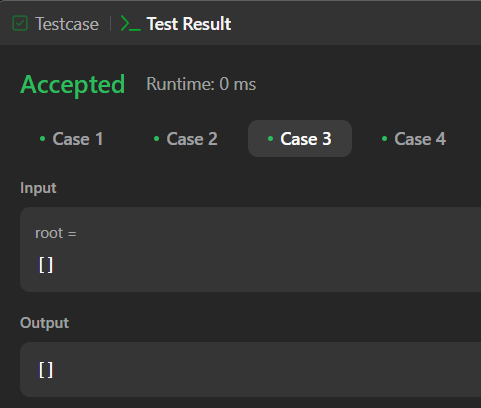 Testcase | >_ Test Result
Accepted Runtime: 0 ms
• Case 1 • Case 2 • Case 3 • Case 4
Input
root =
[]
Output
[]